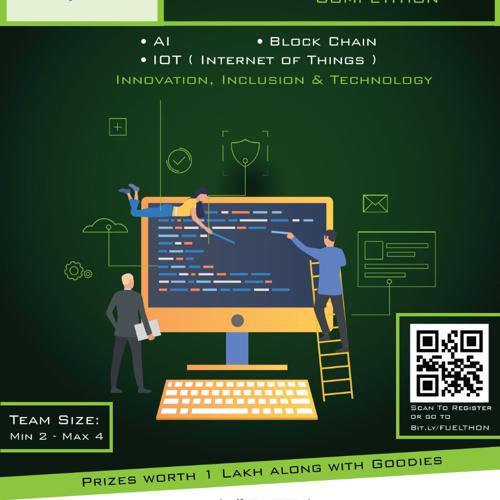 COMPETITION
• AI • BLOCK CHAIN
• IOT ( INTERNET OF THINGS )
INNOVATION, INCLUSION & TECHNOLOGY
TEAM SIZE:
MIN 2 - MAX 4
SCAN TO REGISTER
OR GO TO
BIT.LY/FUELTHON
PRIZES WORTH 1 LAKH ALONG WITH GOODIES